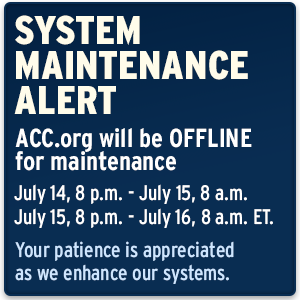 SYSTEM
MAINTENANCE
ALERT
ACC.org will be OFFLINE
for maintenance
July 14, 8 p.m. - July 15, 8 a.m.
July 15, 8 p.m. - July 16, 8 a.m. ET.
Your patience is appreciated
as we enhance our systems.